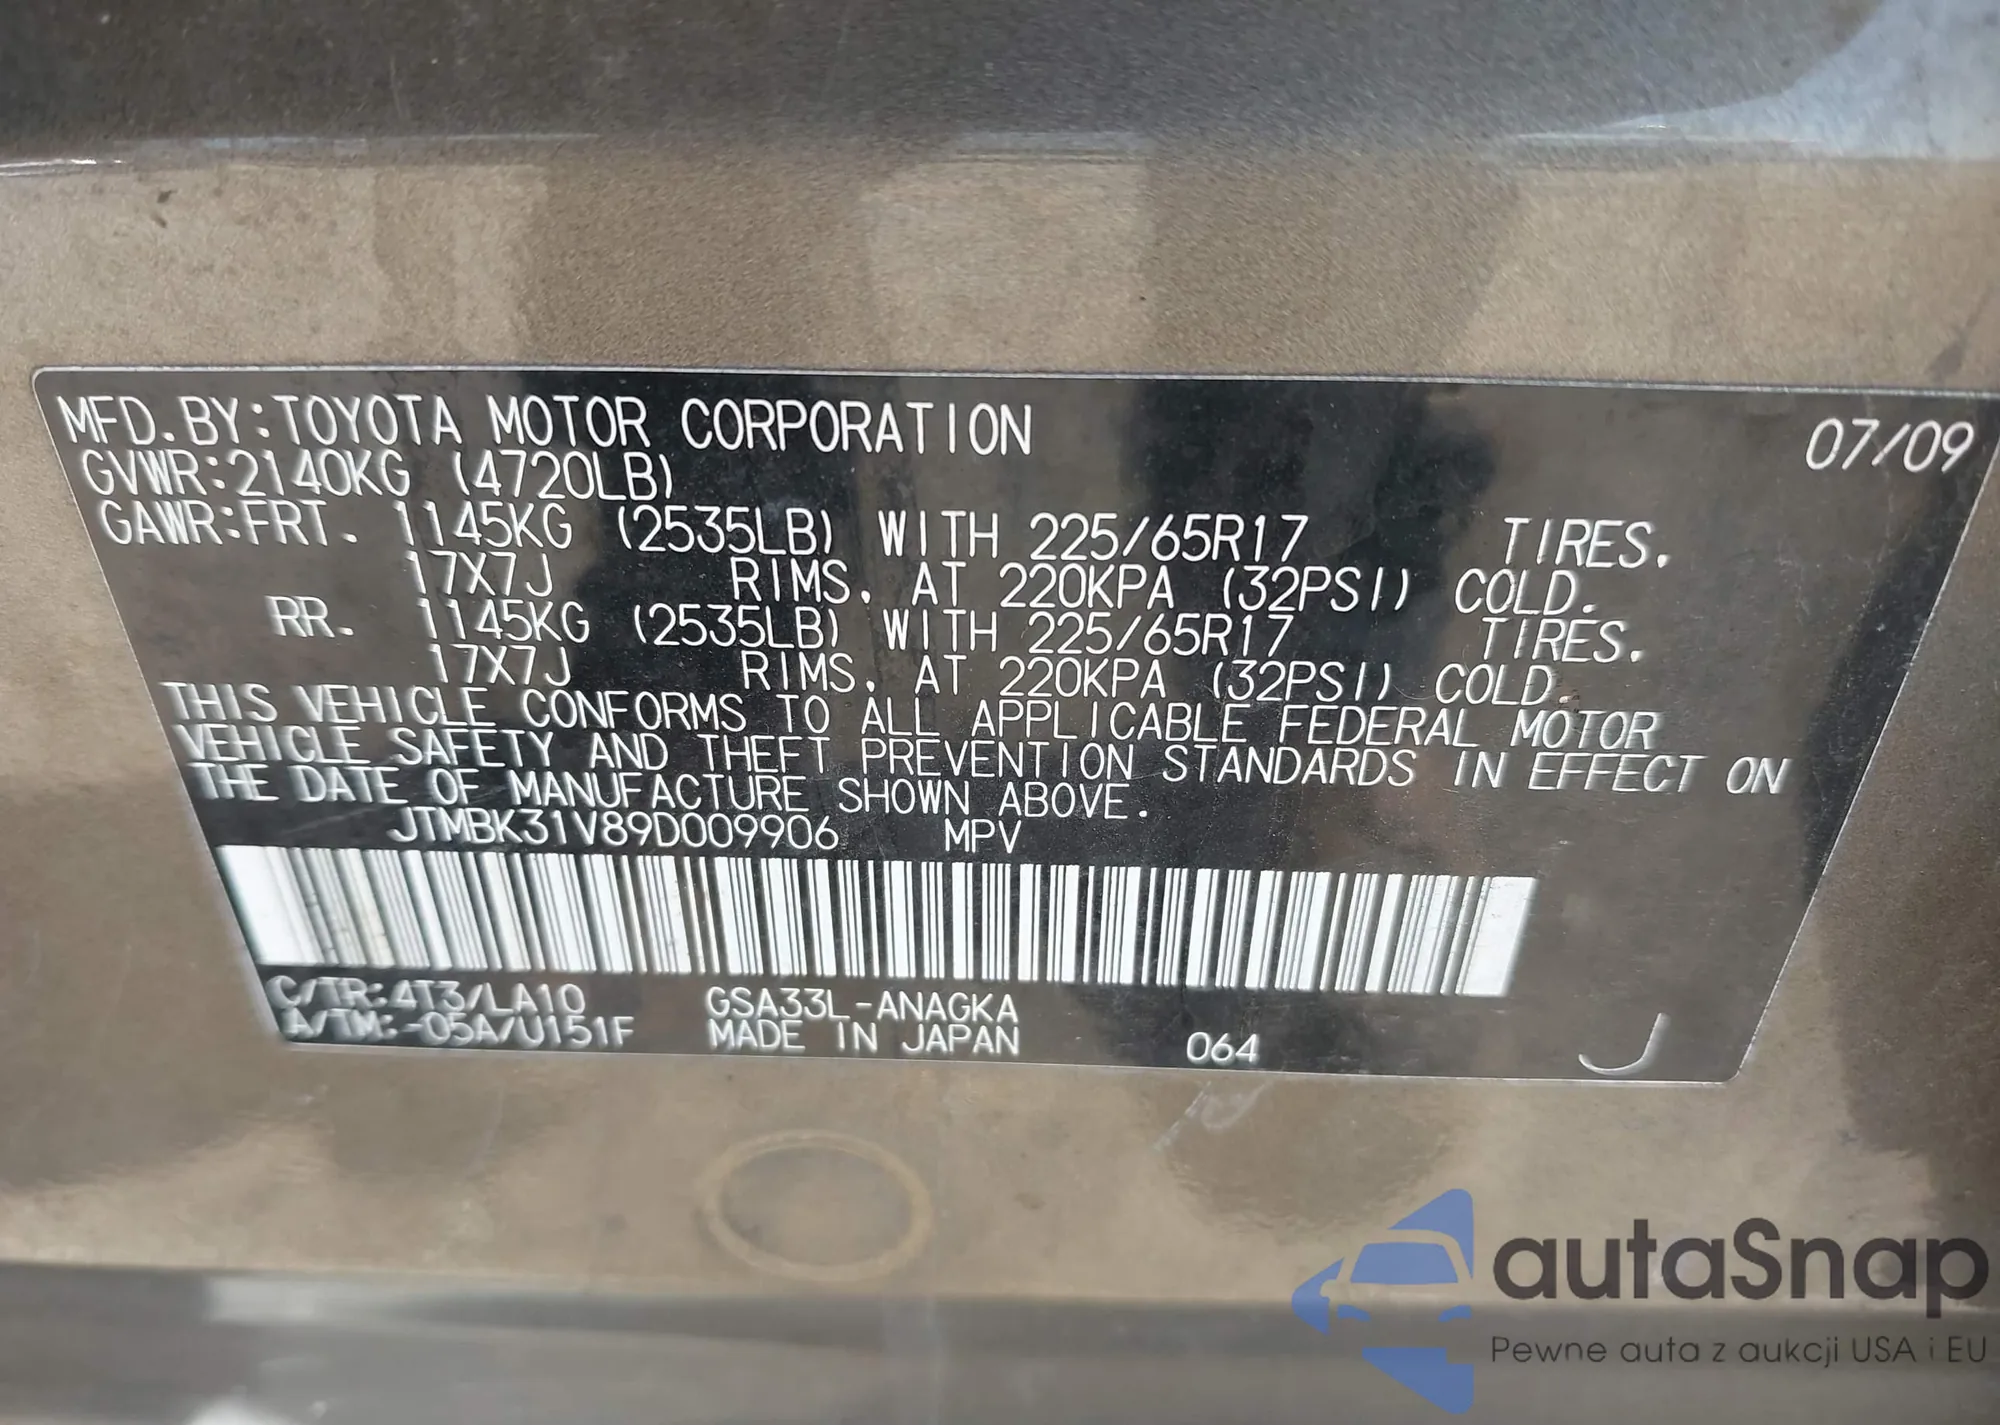 MFD.BY:TOYOTA MOTOR CORPORATION 07/09
GVWR:2140KG (4720LB)
GAWR:FRT. 1145KG (2535LB) WITH 225/65R17 TIRES.
17X7J RIMS, AT 220KPA (32PSI) COLD.
RR. 1145KG (2535LB) WITH 225/65R17 TIRES.
17X7J RIMS, AT 220KPA (32PSI) COLD.
THIS VEHICLE CONFORMS TO ALL APPLICABLE FEDERAL MOTOR
VEHICLE SAFETY AND THEFT PREVENTION STANDARDS IN EFFECT ON
THE DATE OF MANUFACTURE SHOWN ABOVE.
JTMBK31V89D009906 MPV
C/TR:4T3/LA10 GSA33L-ANAGKA
A/TM:-05A/U151F MADE IN JAPAN 064 J
autaSnap
Pewne auta z aukcji USA i EU